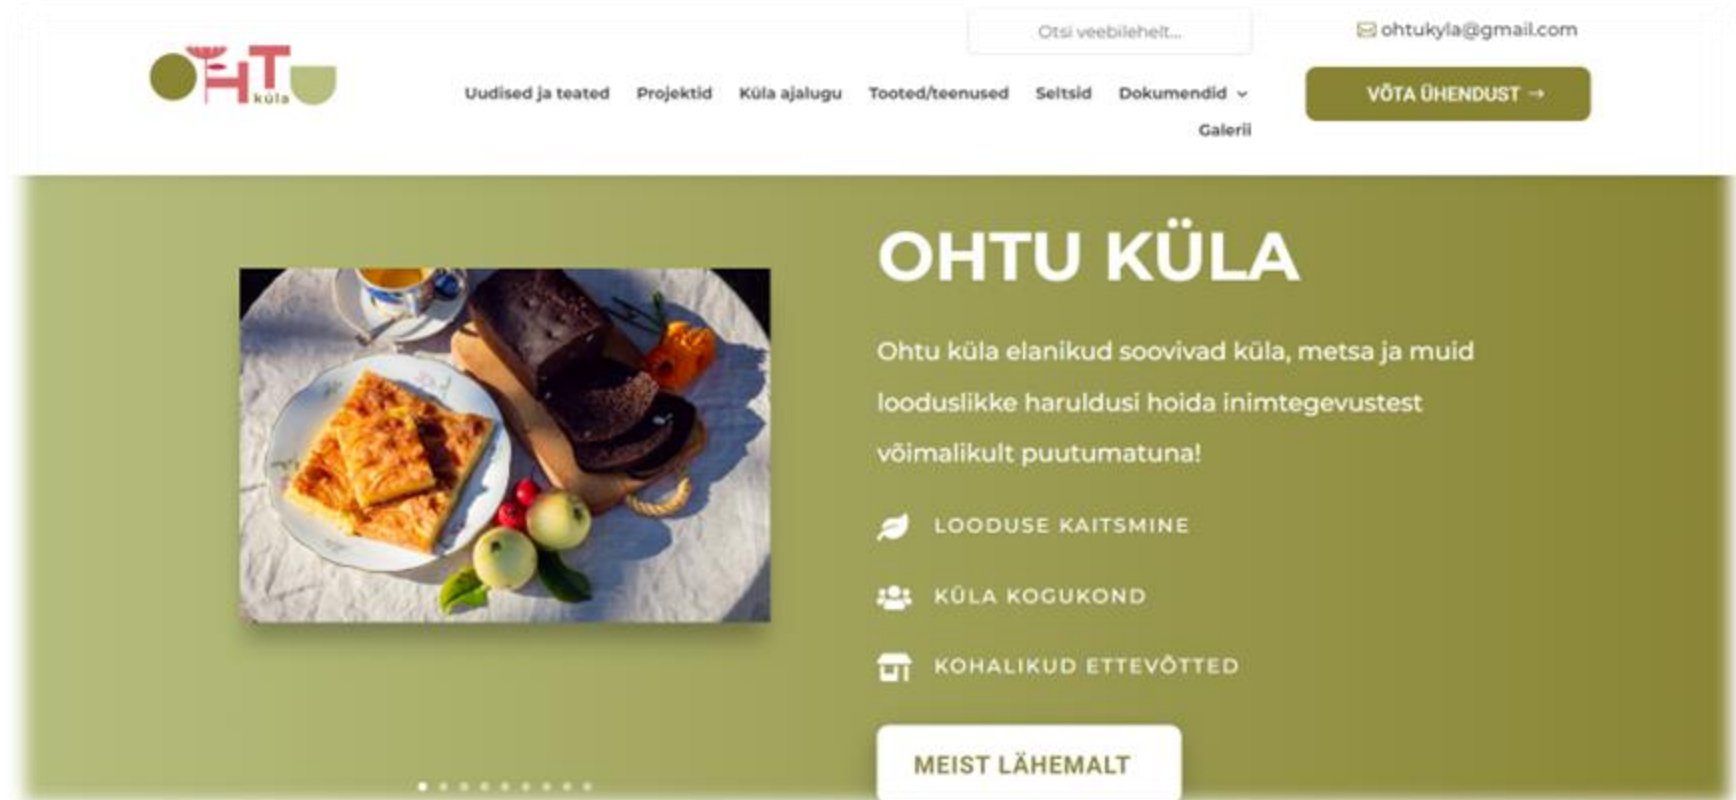 OHTU
küla
Otsi veebilehelt...
ohtukyla@gmail.com
Uudised ja teated Projektid Küla ajalugu Tooted/teenused Seltsid Dokumendid
Galerii
VÕTA ÜHENDUST →
OHTU KÜLA
Ohtu küla elanikud soovivad küla, metsa ja muid
looduslikke haruldusi hoida inimtegevustest
võimalikult puutumatuna!
LOODUSE KAITSMINE
KÜLA KOGUKOND
KOHALIKUD ETTEVÕTTED
MEIST LÄHEMALT